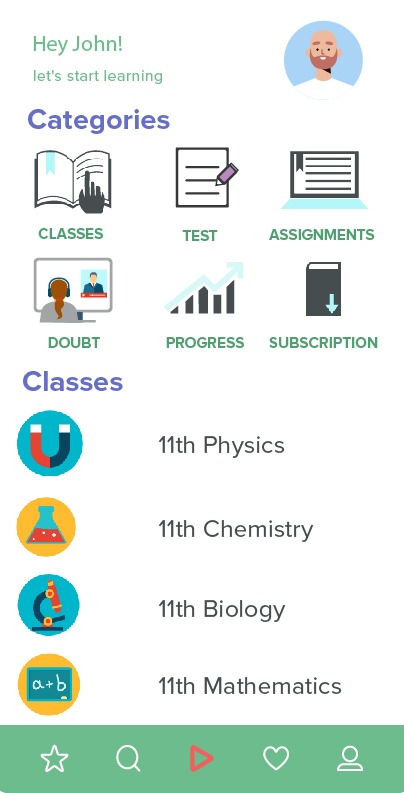 Hey John!
let's start learning
Categories
CLASSES
TEST
ASSIGNMENTS
DOUBT
PROGRESS
SUBSCRIPTION
Classes
11th Physics
11th Chemistry
11th Biology
a+b
11th Mathematics